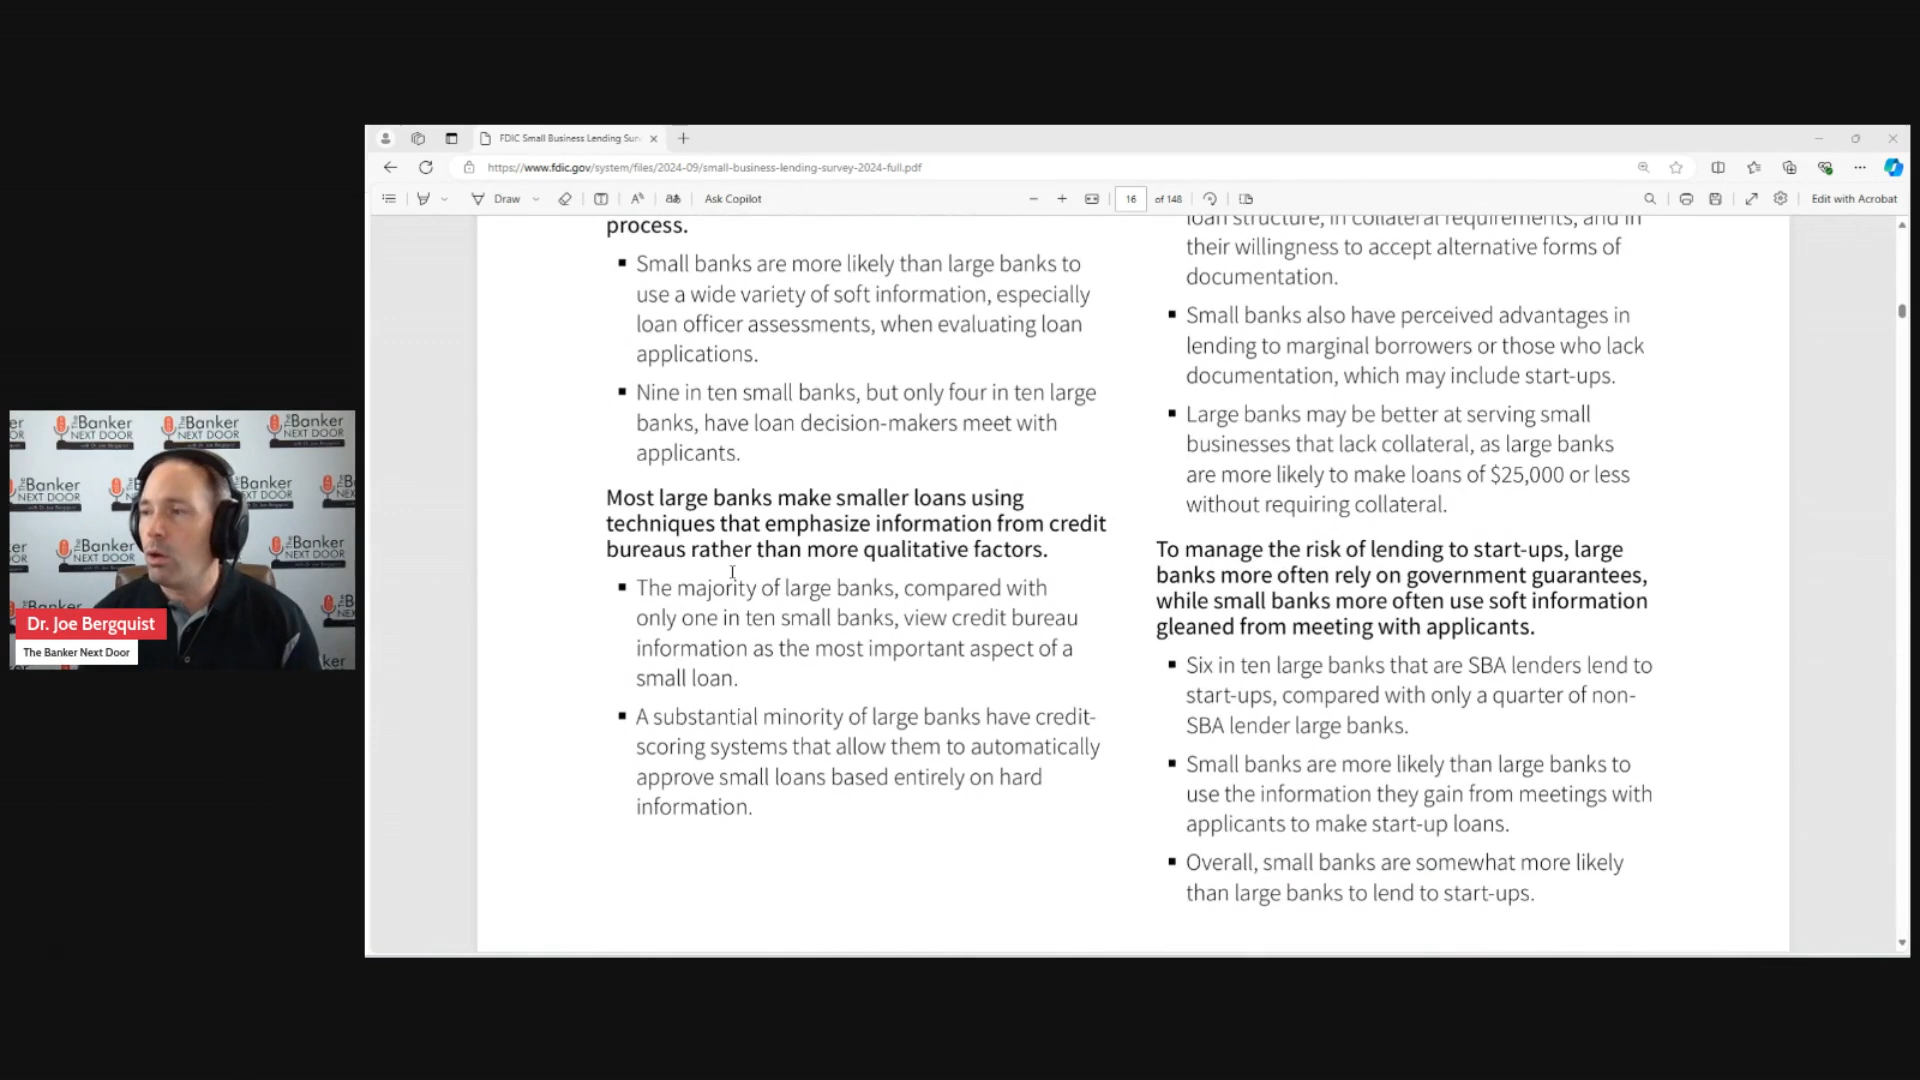 FDIC Small Business Lending Sur
https://www.fdic.gov/system/files/2024-09/small-business-lending-survey-2024-full.pdf
Draw
Ask Copilot
16 of 148
Edit with Acrobat
process.
▪ Small banks are more likely than large banks to
use a wide variety of soft information, especially
loan officer assessments, when evaluating loan
applications.
▪ Nine in ten small banks, but only four in ten large
banks, have loan decision-makers meet with
applicants.
Most large banks make smaller loans using
techniques that emphasize information from credit
bureaus rather than more qualitative factors.
▪ The majority of large banks, compared with
only one in ten small banks, view credit bureau
information as the most important aspect of a
small loan.
▪ A substantial minority of large banks have credit-
scoring systems that allow them to automatically
approve small loans based entirely on hard
information.
loan structure, in collateral requirements, and in
their willingness to accept alternative forms of
documentation.
▪ Small banks also have perceived advantages in
lending to marginal borrowers or those who lack
documentation, which may include start-ups.
▪ Large banks may be better at serving small
businesses that lack collateral, as large banks
are more likely to make loans of $25,000 or less
without requiring collateral.
To manage the risk of lending to start-ups, large
banks more often rely on government guarantees,
while small banks more often use soft information
gleaned from meeting with applicants.
▪ Six in ten large banks that are SBA lenders lend to
start-ups, compared with only a quarter of non-
SBA lender large banks.
▪ Small banks are more likely than large banks to
use the information they gain from meetings with
applicants to make start-up loans.
▪ Overall, small banks are somewhat more likely
than large banks to lend to start-ups.
The Banker
NEXT DOOR
Dr. Joe Bergquist
The Banker Next Door